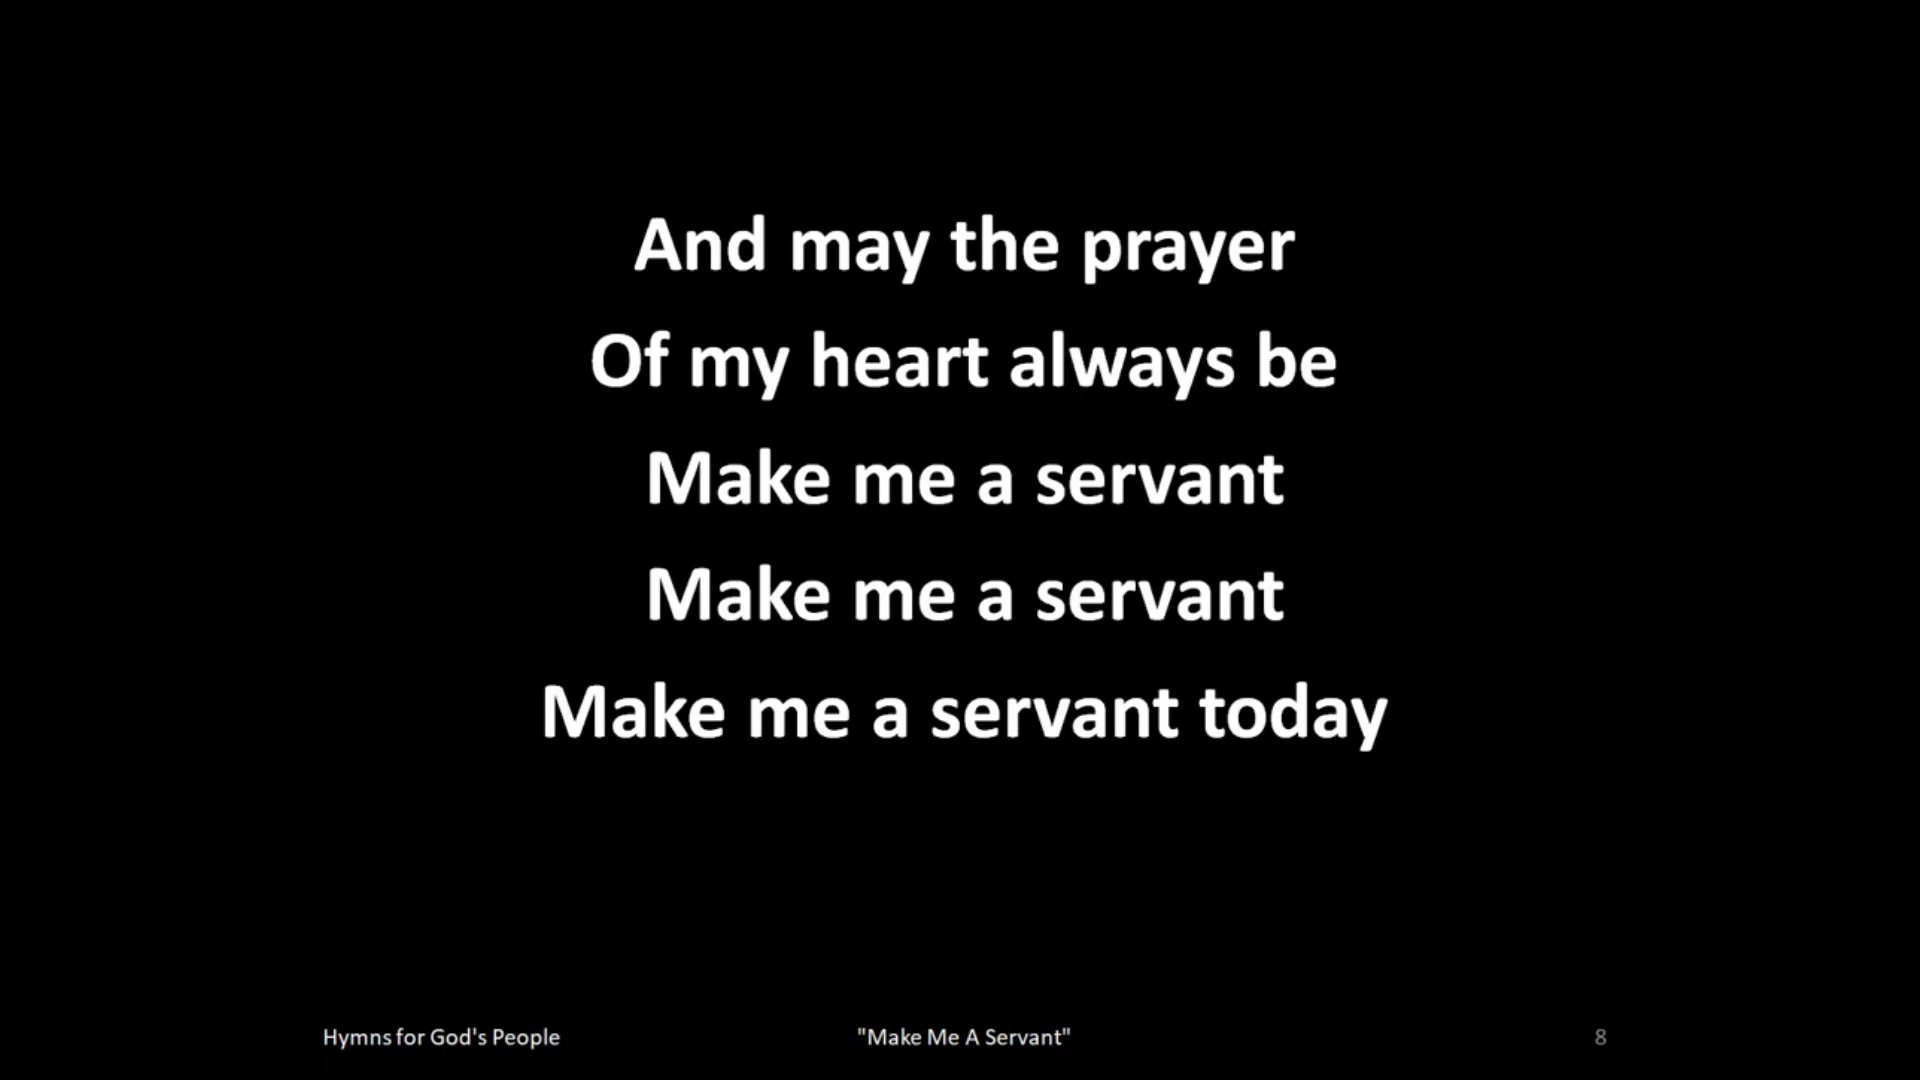 And may the prayer
Of my heart always be
Make me a servant
Make me a servant
Make me a servant today
Hymns for God's People
"Make Me A Servant"
8